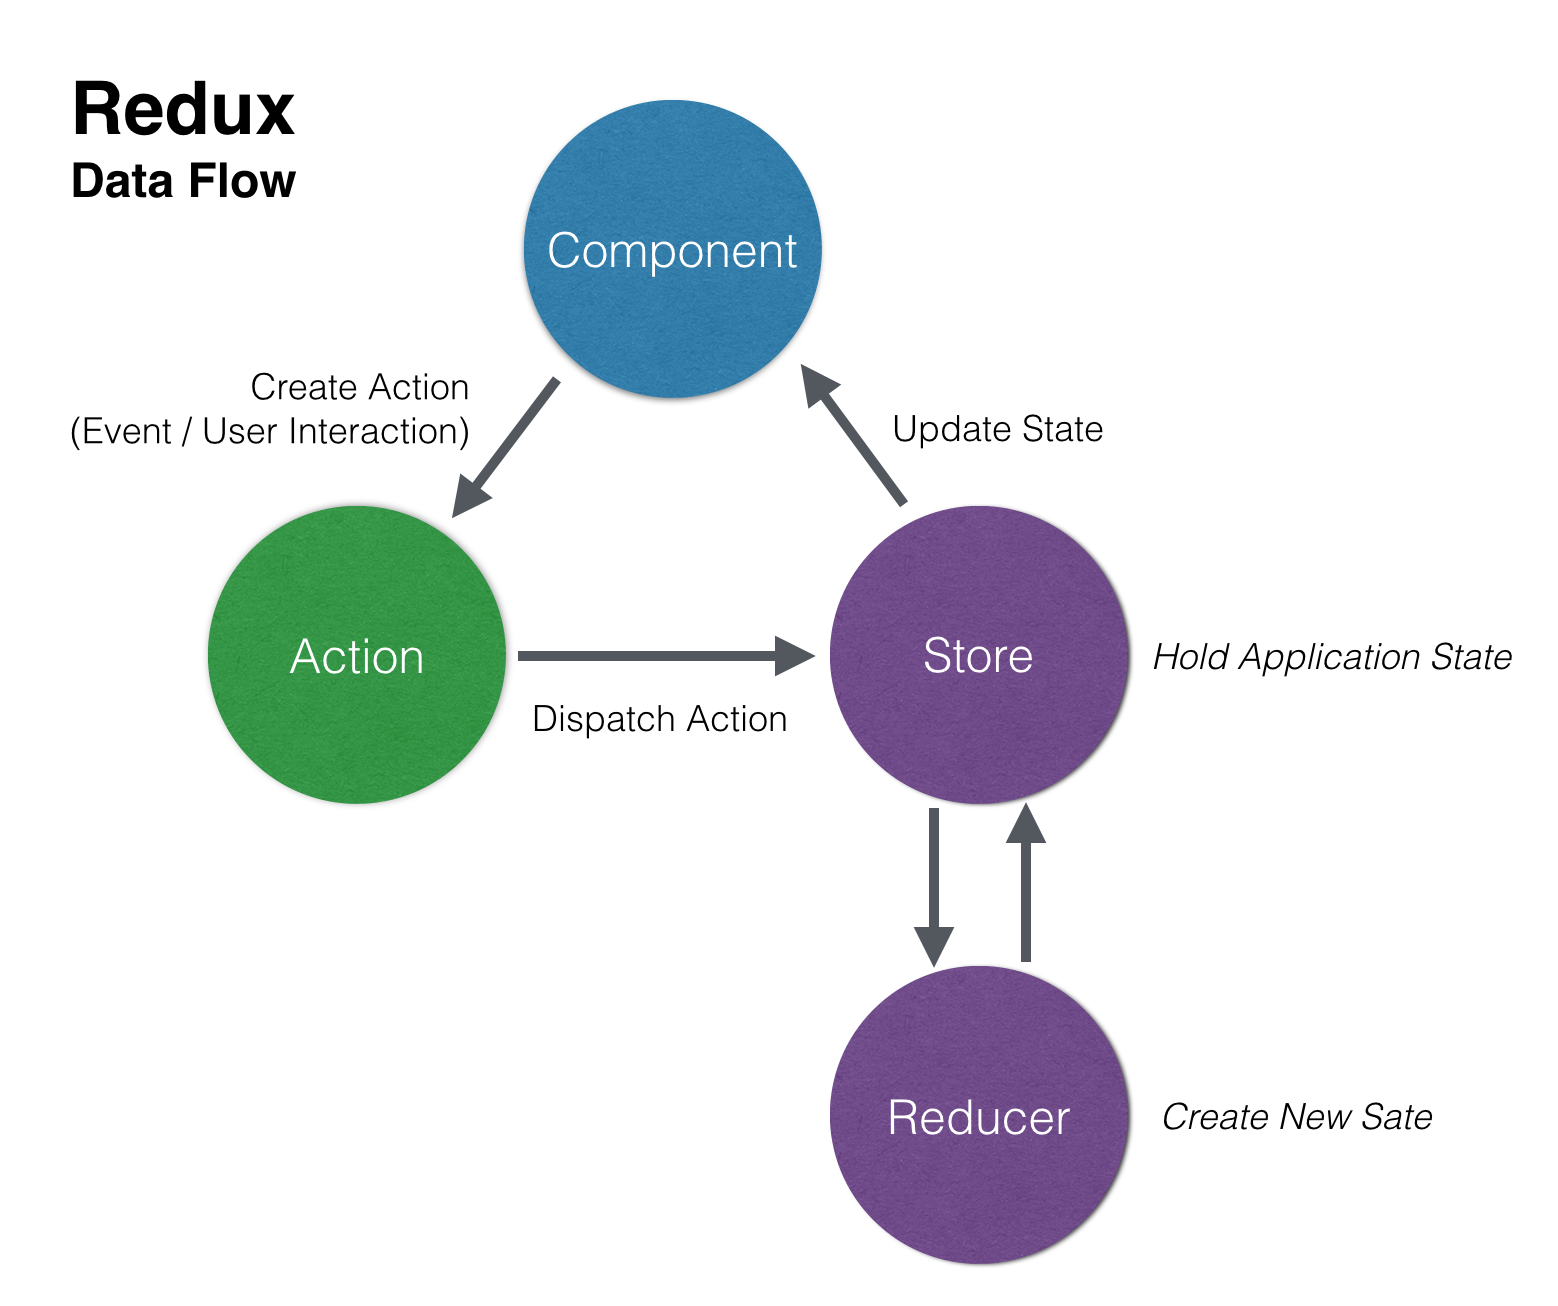 Redux
Data Flow
Component
Create Action
(Event / User Interaction)
Update State
Action
Dispatch Action
Store
Hold Application State
Reducer
Create New Sate